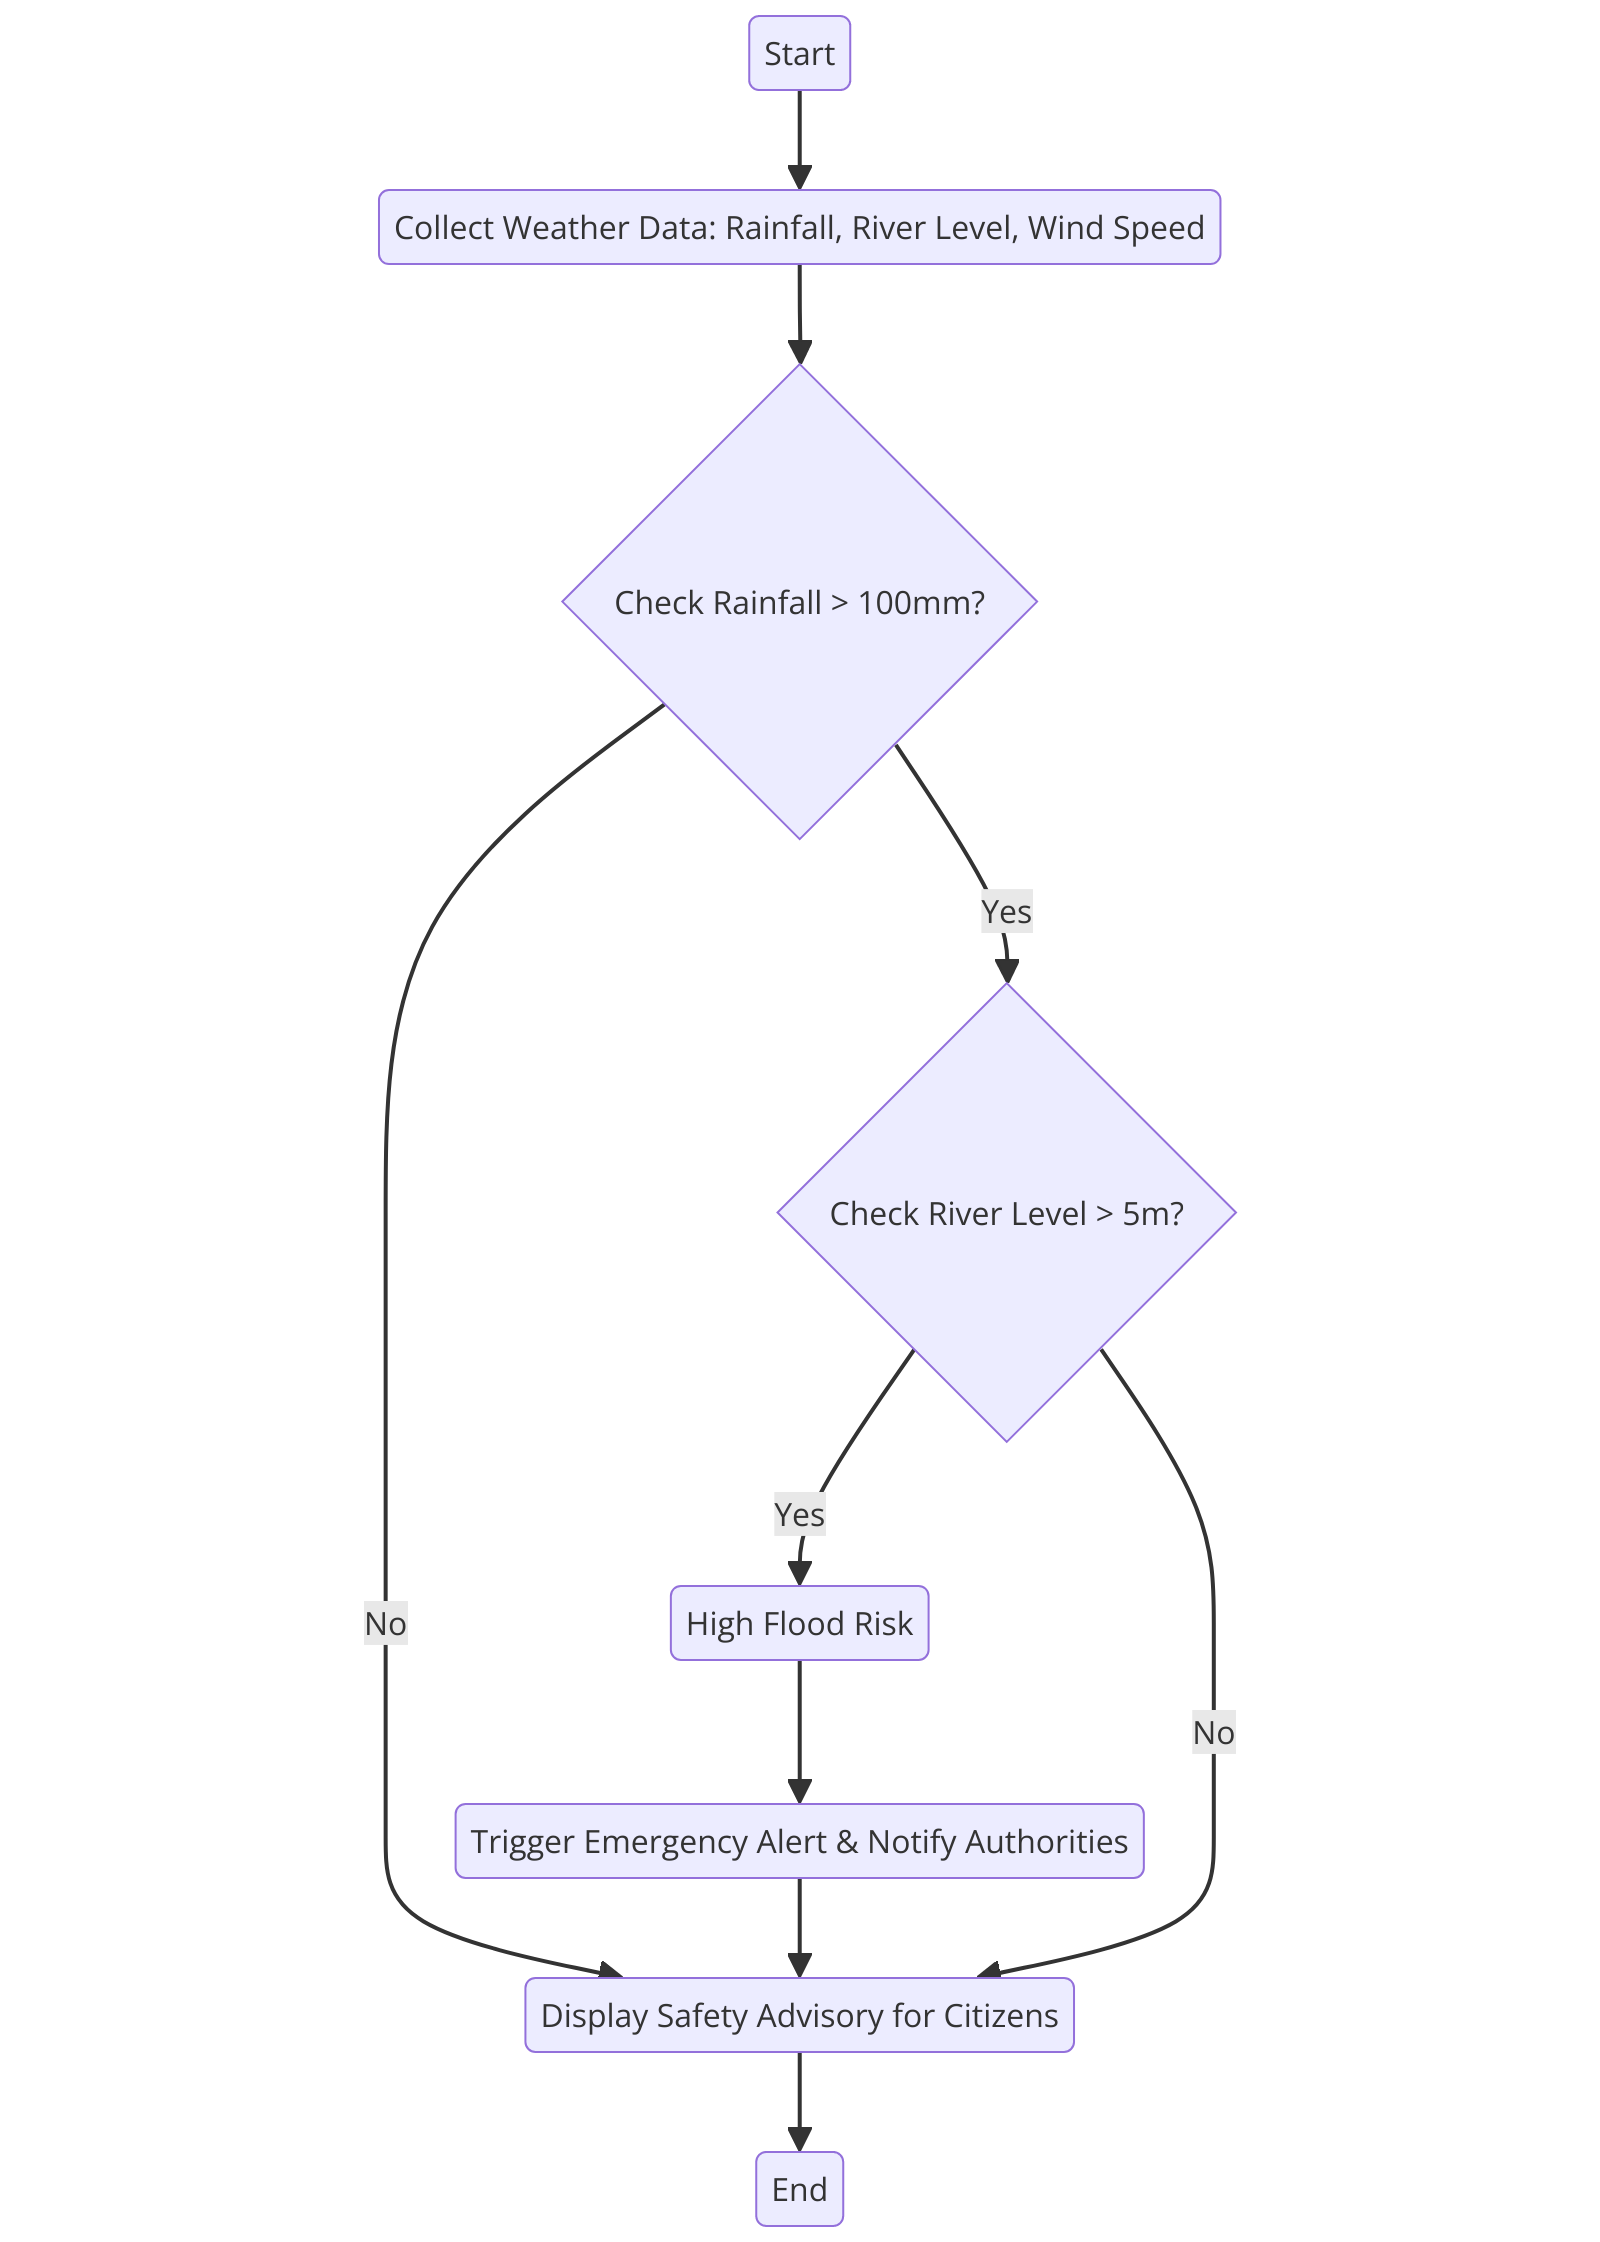 Start
Collect Weather Data: Rainfall, River Level, Wind Speed
Check Rainfall > 100mm?
Yes
Check River Level > 5m?
Yes
High Flood Risk
No
No
Trigger Emergency Alert & Notify Authorities
Display Safety Advisory for Citizens
End